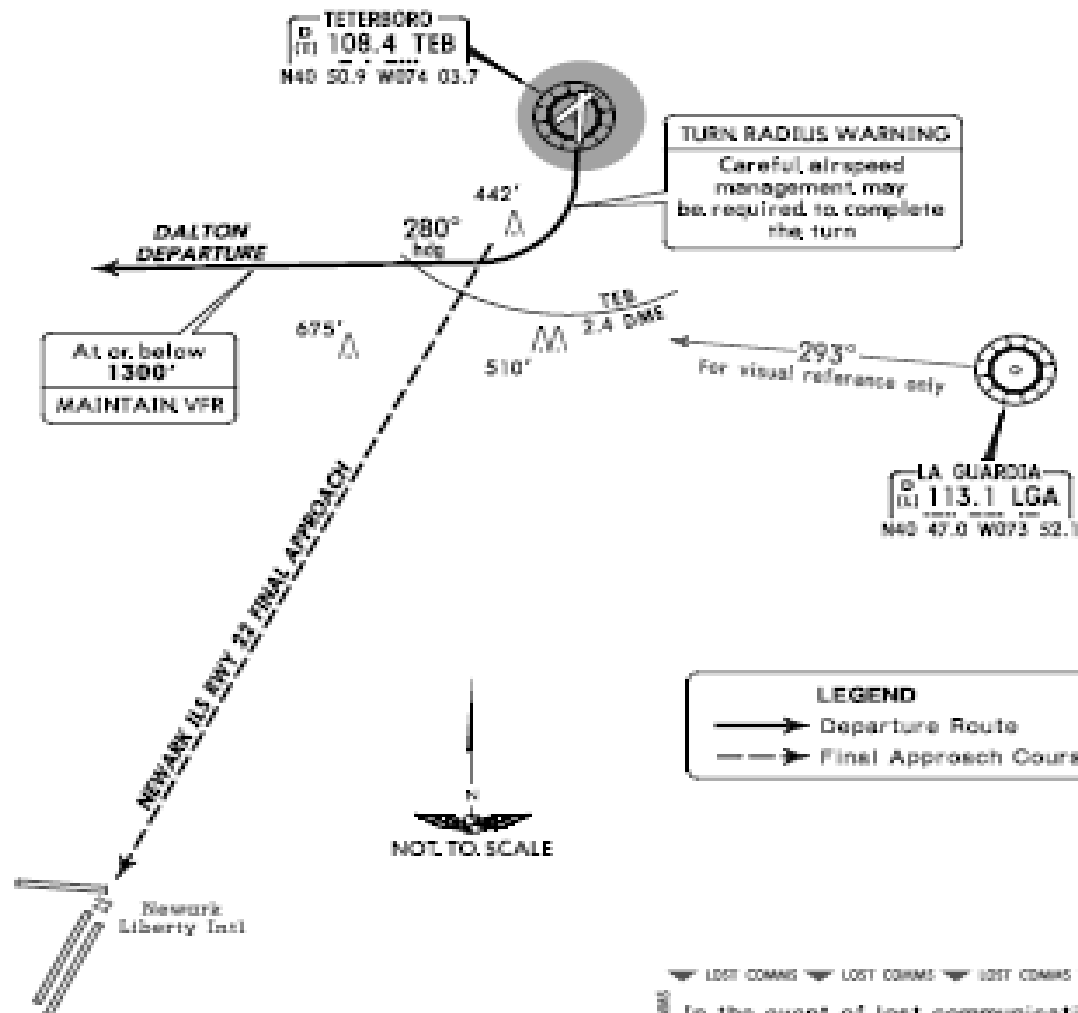 TETERBORO
D
(T) 108.4 TEB
N40 50.9 W074 03.7
TURN RADIUS WARNING
Careful airspeed
management may
be required to complete
the turn
442'
280°
hdg
DALTON
DEPARTURE
TEB
2.4 DME
675'
510'
At or below
1300'
MAINTAIN VFR
293°
For visual reference only
LA GUARDIA
D
(L) 113.1 LGA
N40 47.0 W073 52.1
NEWARK ILS RWY 22 FINAL APPROACH
LEGEND
Departure Route
Final Approach Cours
N
NOT TO SCALE
Newark
Liberty Intl
LOST COMMS LOST COMMS LOST COMMS
In the event of lost communicati